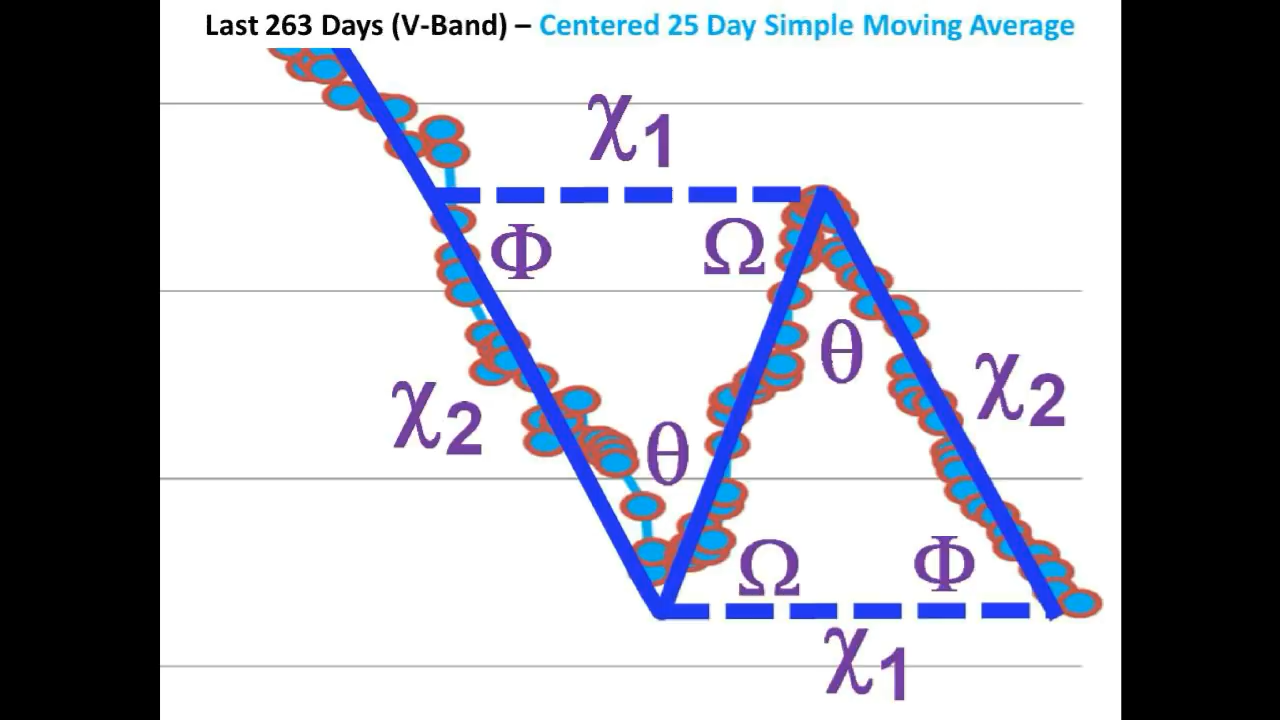 Last 263 Days (V-Band) – Centered 25 Day Simple Moving Average
χ1
Φ Ω
θ
χ2 χ2
θ
Ω Φ
χ1